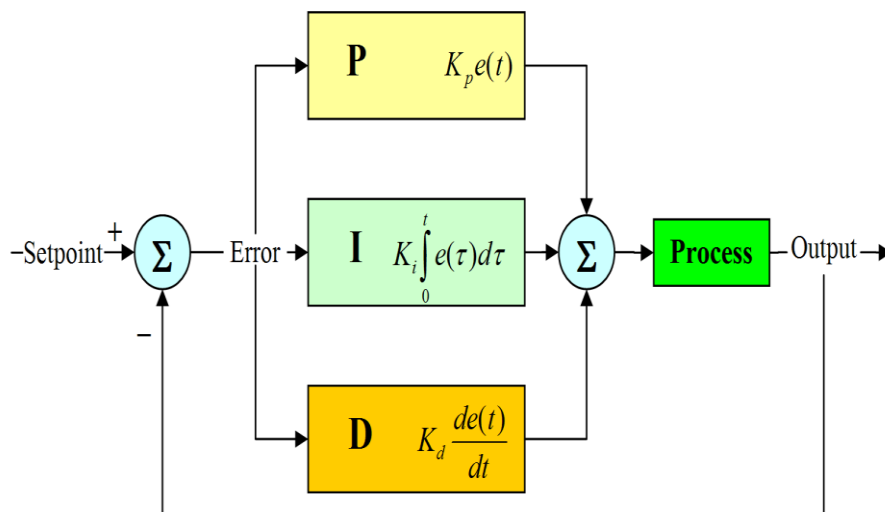 P K_p e(t)
+
–Setpoint Σ Error I K_i ∫_0^t e(τ)dτ Σ Process Output
–
D K_d de(t)/dt